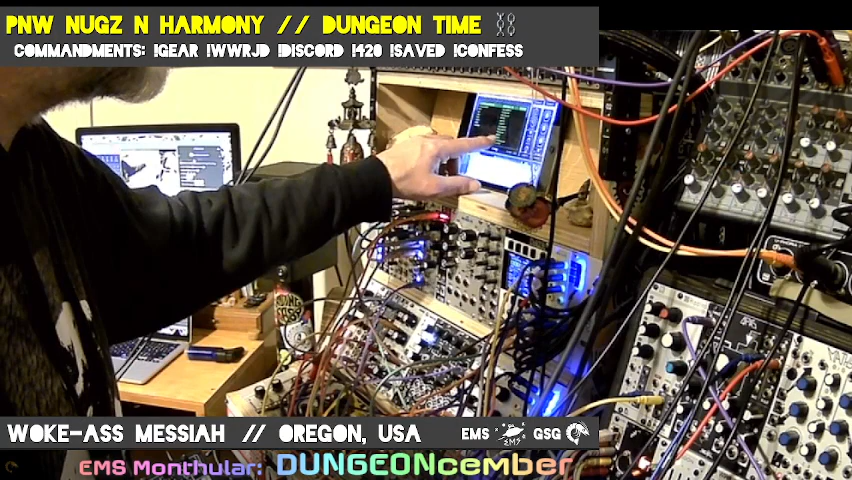 PNW NUGZ N HARMONY // DUNGEON TIME
COMMANDMENTS: !GEAR !WWRJD !DISCORD !420 !SAVED !CONFESS
WOKE-ASS MESSIAH // OREGON, USA
EMS EMS GSG
EMS Monthular: DUNGEONcember